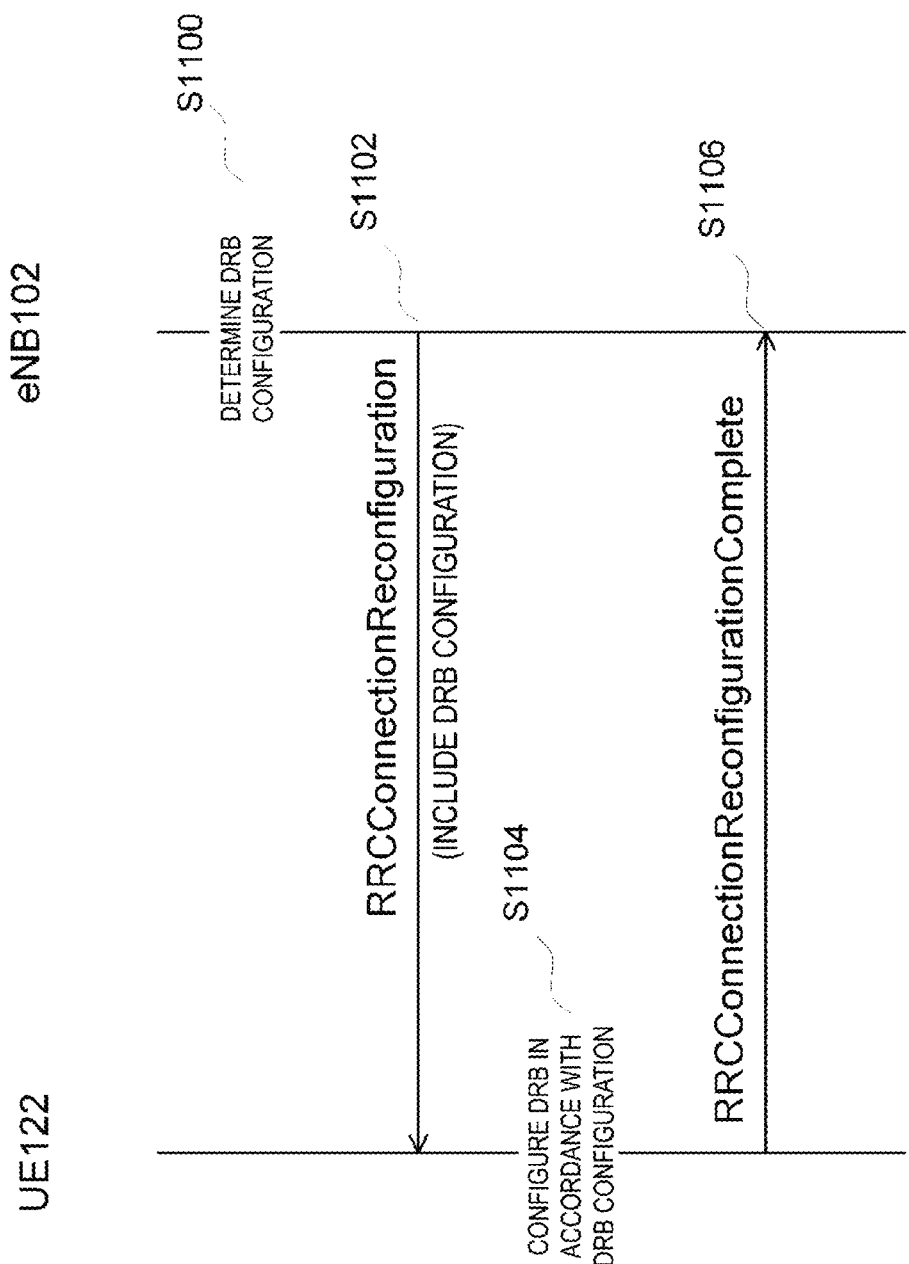 UE122
eNB102
DETERMINE DRB
CONFIGURATION
S1100
RRCConnectionReconfiguration
S1102
(INCLUDE DRB CONFIGURATION)
S1104
CONFIGURE DRB IN
ACCORDANCE WITH
DRB CONFIGURATION
RRCConnectionReconfigurationComplete
S1106